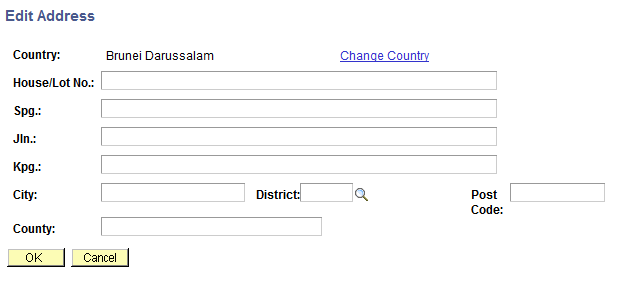 Edit Address
Country: Brunei Darussalam Change Country
House/Lot No.:
Spg.:
Jln.:
Kpg.:
City: District: Post Code:
County:
OK Cancel